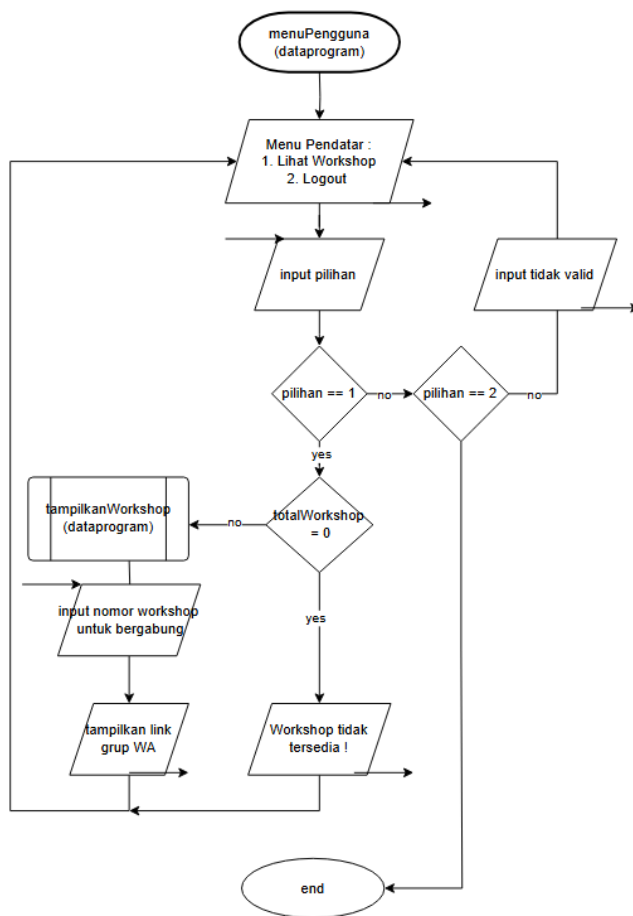 menuPengguna
(dataprogram)
Menu Pendatar :
1. Lihat Workshop
2. Logout
input pilihan
input tidak valid
pilihan == 1
no
pilihan == 2
no
yes
tampilkanWorkshop
(dataprogram)
no
totalWorkshop
= 0
input nomor workshop
untuk bergabung
yes
tampilkan link
grup WA
Workshop tidak
tersedia !
end